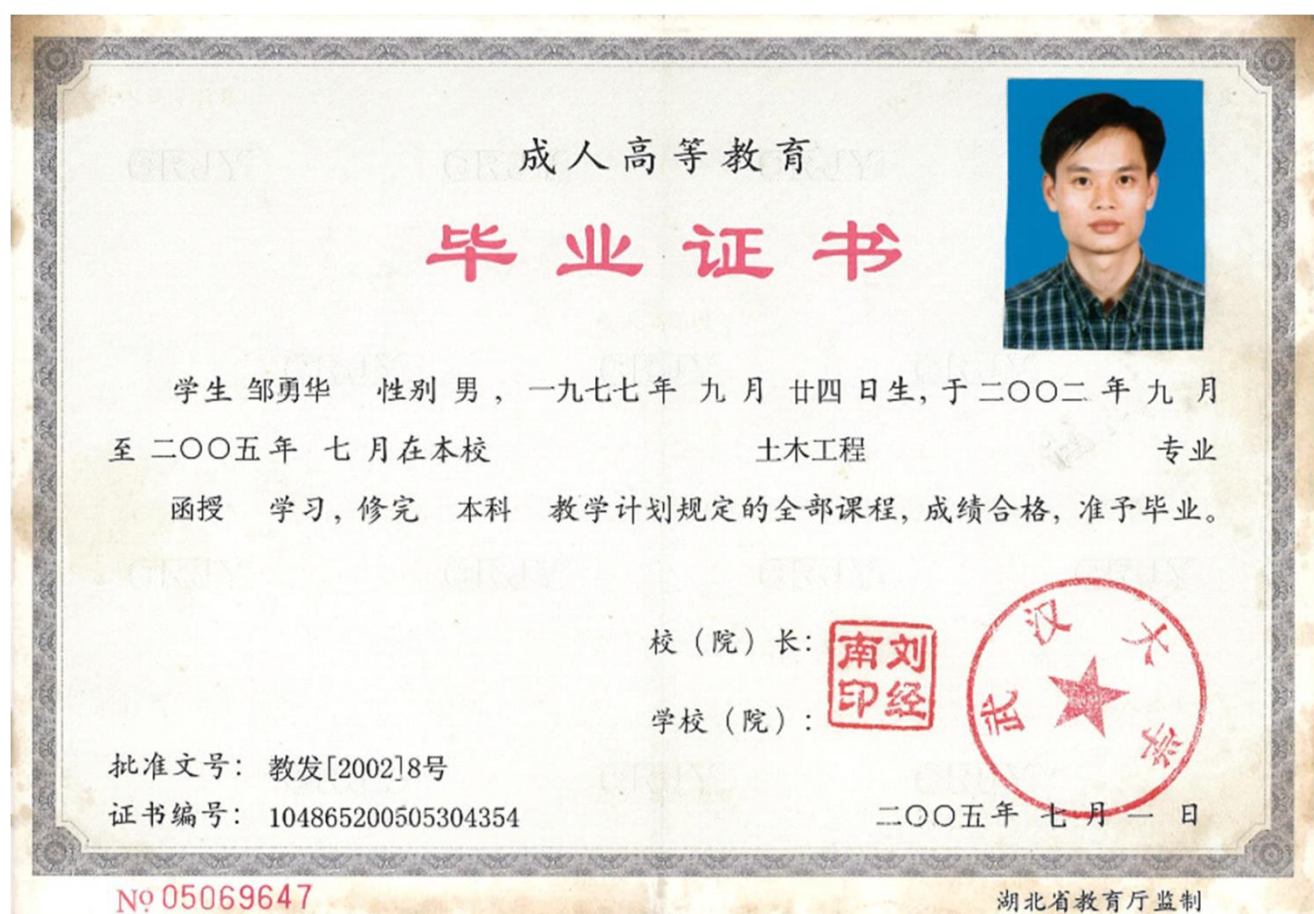 成人高等教育
毕业证书
学生 邹勇华 性别 男，一九七七年 九 月 廿四 日生，于二〇〇二 年 九 月
至 二〇〇五年 七 月在本校 土木工程 专业
函授 学习，修完 本科 教学计划规定的全部课程，成绩合格，准予毕业。
校（院）长：
刘经南印
学校（院）：
武汉大学
批准文号： 教发[2002]8号
证书编号： 104865200505304354
二〇〇五年 七 月 一 日
№ 05069647
湖北省教育厅监制